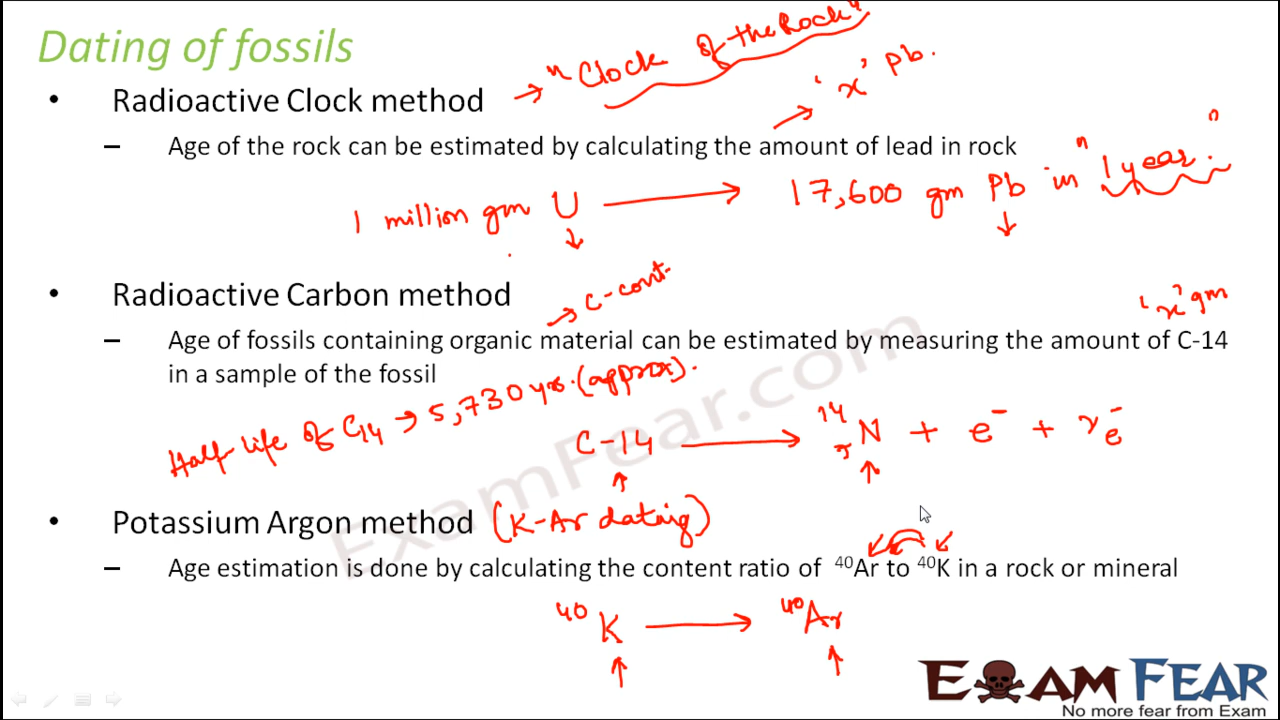 Dating of fossils
"Clock of the Rock"
• Radioactive Clock method →
'x' Pb.
– Age of the rock can be estimated by calculating the amount of lead in rock
1 million gm U → 17,600 gm Pb in "1 year."
• Radioactive Carbon method
→ C-cont.
'x' gm
– Age of fossils containing organic material can be estimated by measuring the amount of C-14
in a sample of the fossil
Half life of C14 → 5,730 yrs. (approx).
C-14 → 14 7 N + e⁻ + νe⁻
• Potassium Argon method (K-Ar dating)
– Age estimation is done by calculating the content ratio of ⁴⁰Ar to ⁴⁰K in a rock or mineral
⁴⁰K → ⁴⁰Ar
ExamFear.com
EXAM FEAR
No more fear from Exam